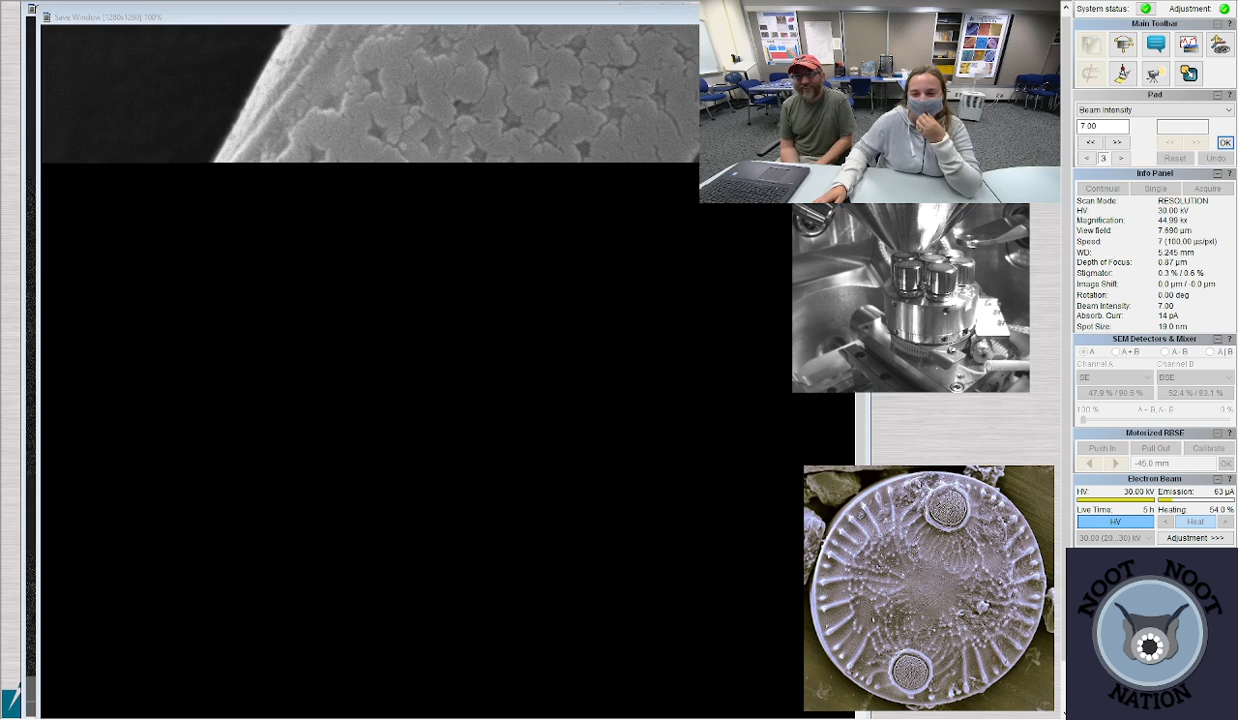 Save Window [1280x1280] 100%
System status: Adjustment:
Main Toolbar
Pad
Beam Intensity
7.00
<< >> << >> OK
< 3 > Reset Undo
Info Panel
Continual Single Acquire
Scan Mode: RESOLUTION
HV: 30.00 kV
Magnification: 44.99 kx
View field: 7.690 µm
Speed: 7 (100.00 µs/pxl)
WD: 5.245 mm
Depth of Focus: 0.87 µm
Stigmator: 0.3 % / 0.6 %
Image Shift: 0.0 µm / -0.0 µm
Rotation: 0.00 deg
Beam Intensity: 7.00
Absorb. Curr: 14 pA
Spot Size: 19.0 nm
SEM Detectors & Mixer
A A + B A - B A | B
Channel A Channel B
SE BSE
47.9 % / 90.5 % 52.4 % / 93.1 %
100 % A + B, A - B 0 %
Motorized RBSE
Push In Pull Out Calibrate
-45.0 mm OK
Electron Beam
HV: 30.00 kV Emission: 63 µA
Live Time: 5 h Heating: 54.0 %
HV < Heat >
30.00 (20...30) kV Adjustment >>>
NOOT NOOT
NATION